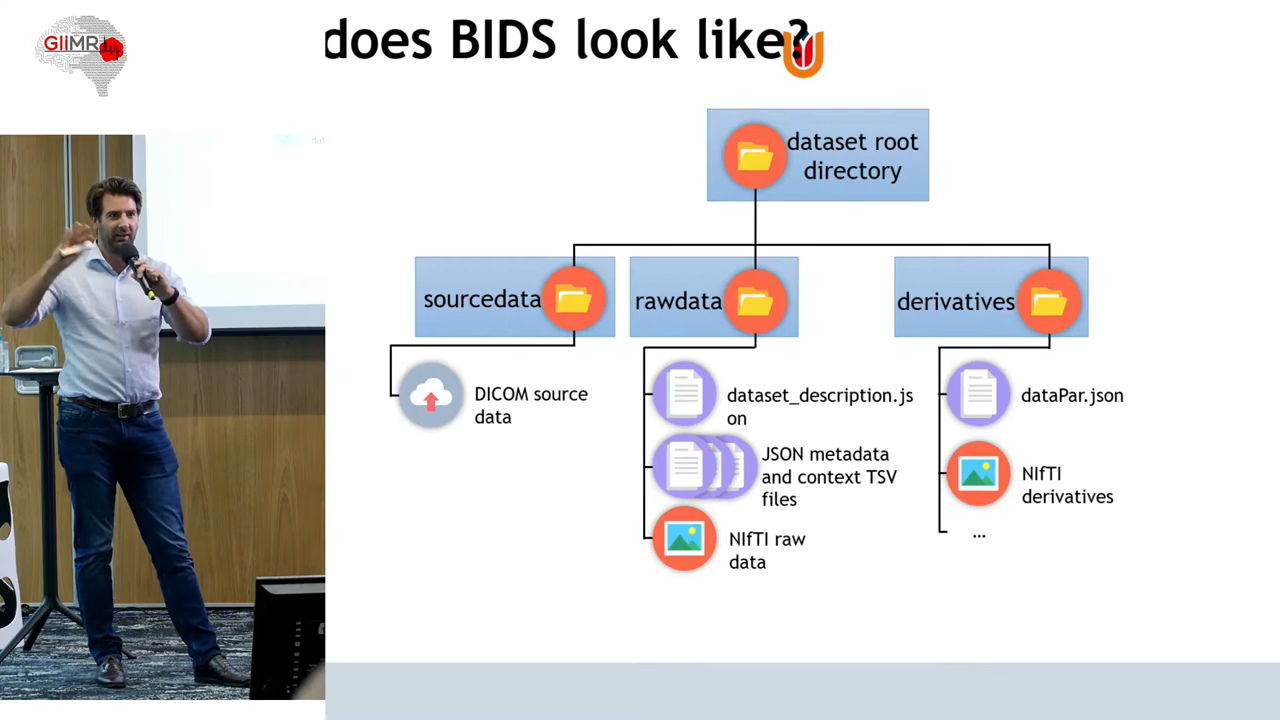 GliMR
does BIDS look like?
dataset root
directory
sourcedata
rawdata
derivatives
DICOM source
data
dataset_description.js
on
JSON metadata
and context TSV
files
NIfTI raw
data
dataPar.json
NIfTI
derivatives
...